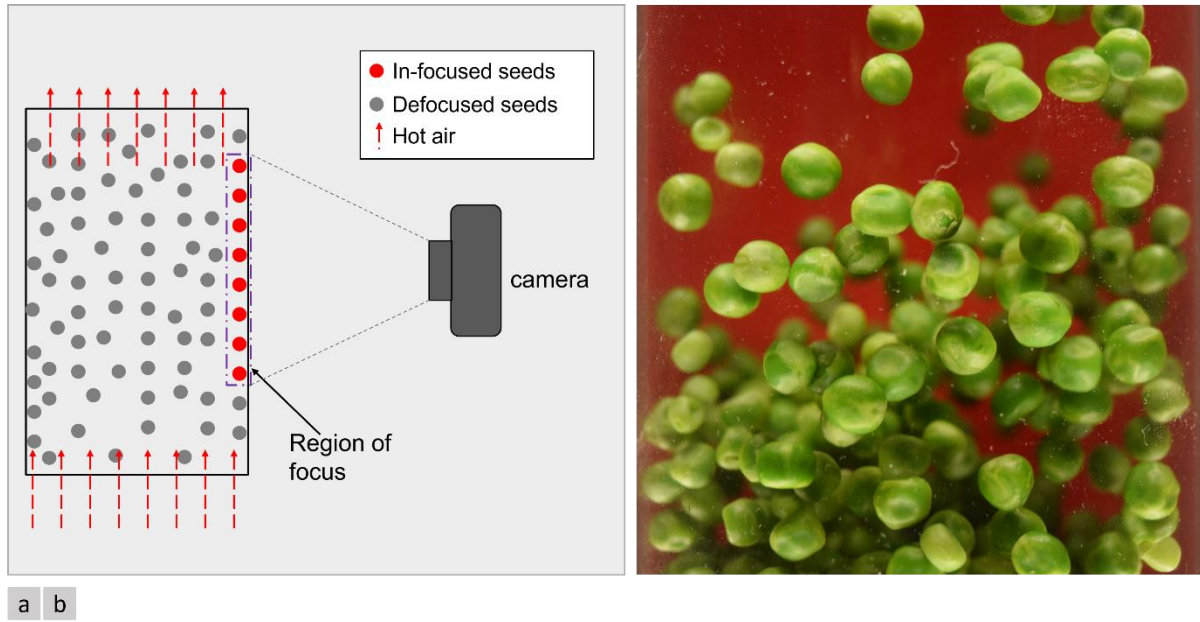 In-focused seeds
Defocused seeds
Hot air
camera
Region of
focus
a b